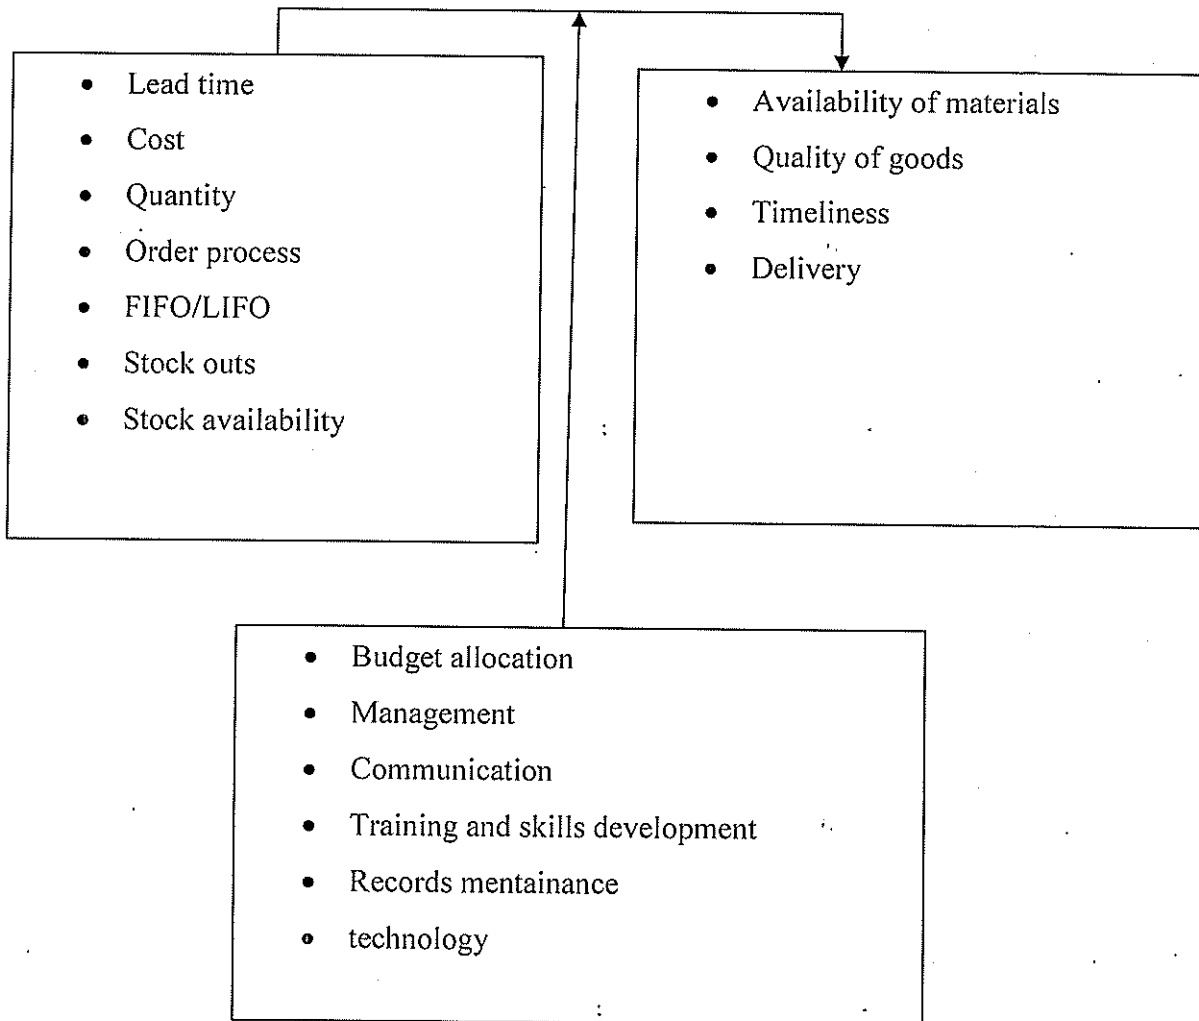 • Lead time
• Cost
• Quantity
• Order process
• FIFO/LIFO
• Stock outs
• Stock availability
• Availability of materials
• Quality of goods
• Timeliness
• Delivery
• Budget allocation
• Management
• Communication
• Training and skills development
• Records mentainance
• technology